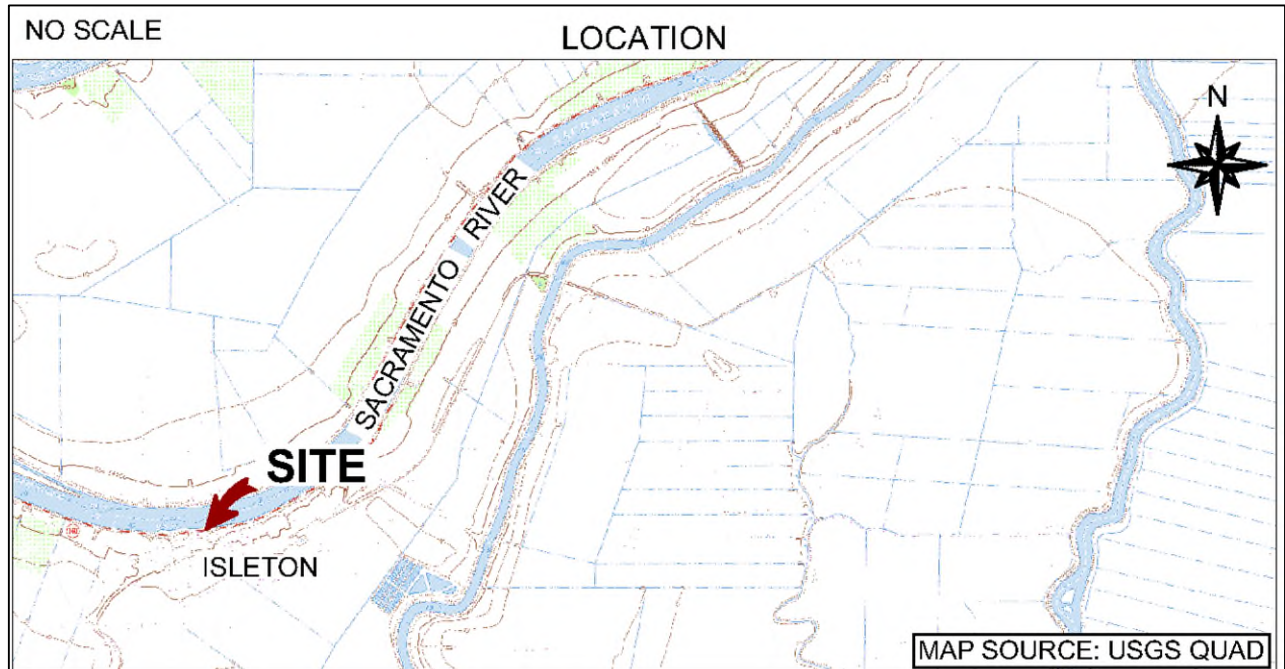 NO SCALE
LOCATION
N
SACRAMENTO RIVER
SITE
ISLETON
MAP SOURCE: USGS QUAD